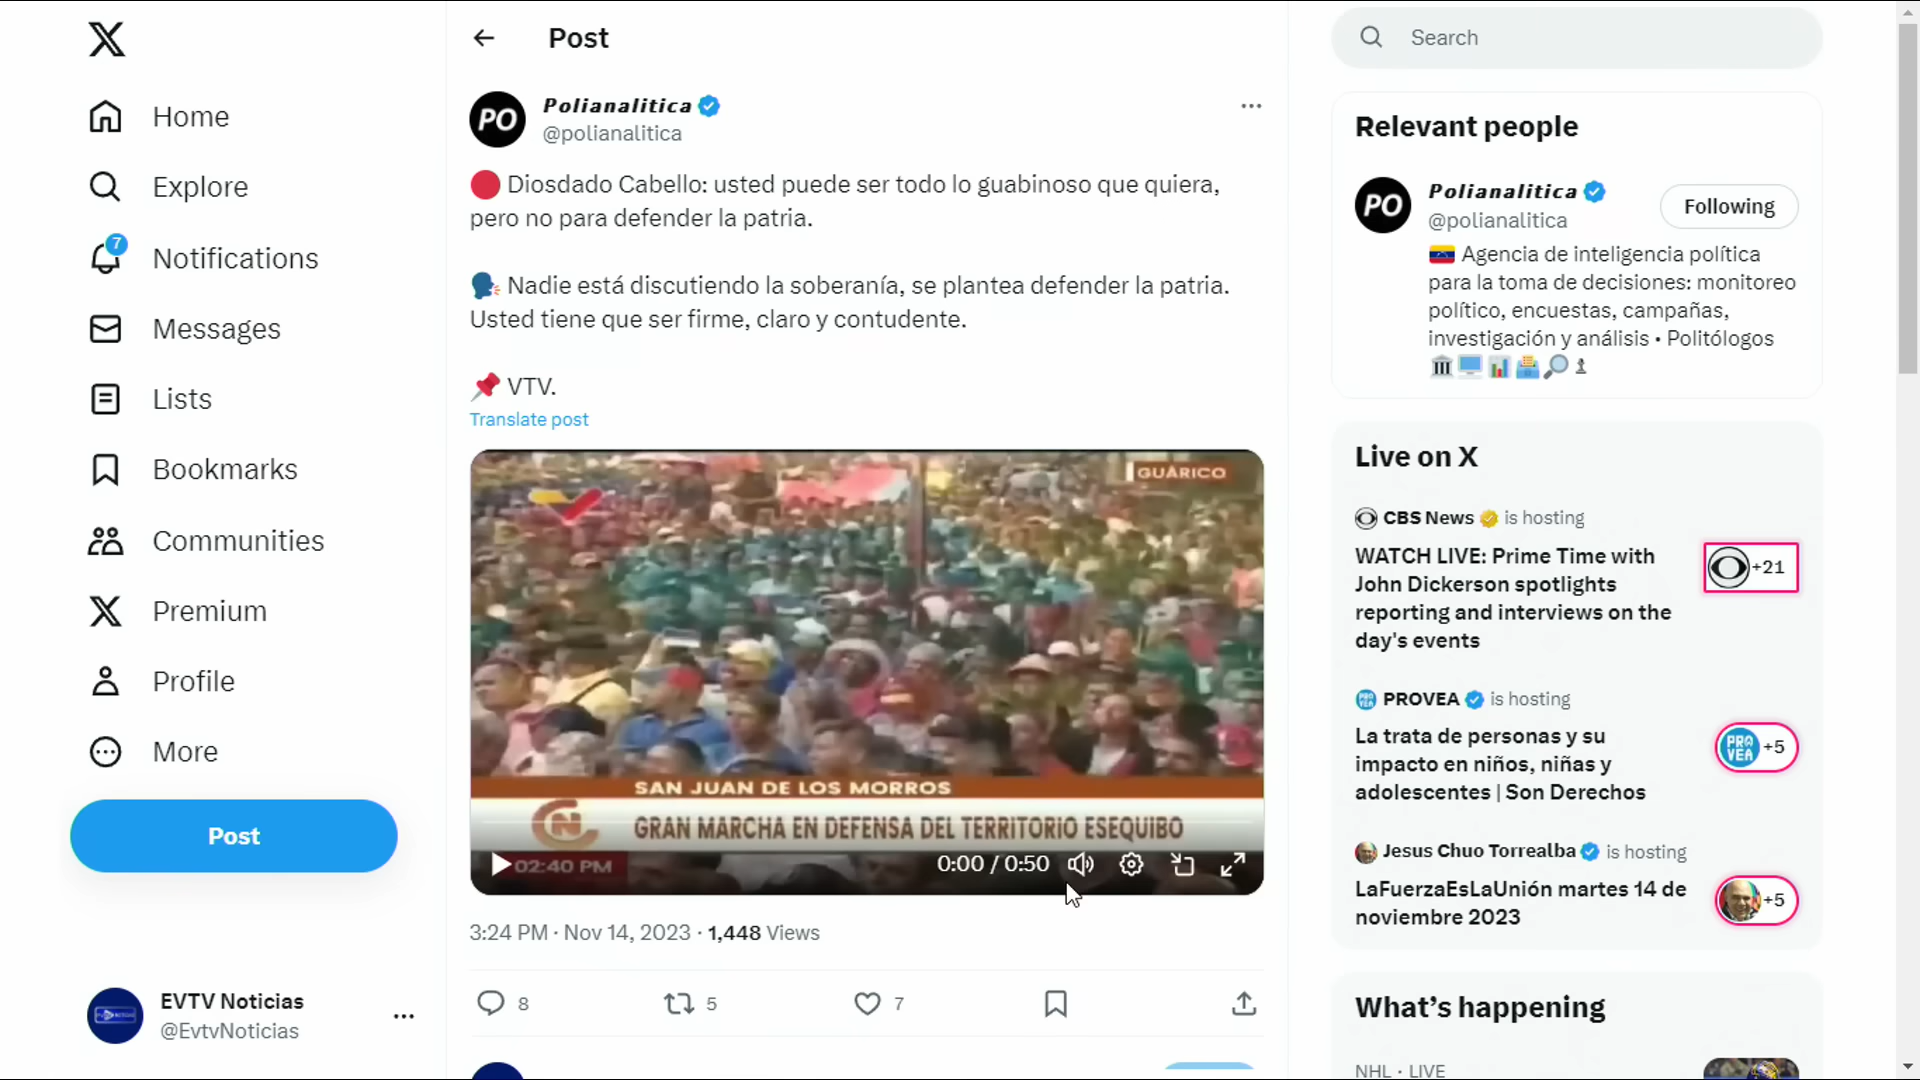 Post
Search
Home
Explore
7
Notifications
Messages
Lists
Bookmarks
Communities
Premium
Profile
More
Post
EVTV Noticias
@EvtvNoticias
PO
Polianalitica
@polianalitica
Diosdado Cabello: usted puede ser todo lo guabinoso que quiera,
pero no para defender la patria.
Nadie está discutiendo la soberanía, se plantea defender la patria.
Usted tiene que ser firme, claro y contudente.
VTV.
Translate post
GUÁRICO
SAN JUAN DE LOS MORROS
GRAN MARCHA EN DEFENSA DEL TERRITORIO ESEQUIBO
02:40 PM
0:00 / 0:50
3:24 PM · Nov 14, 2023 · 1,448 Views
8
5
7
Relevant people
PO
Polianalitica
@polianalitica
Following
Agencia de inteligencia política
para la toma de decisiones: monitoreo
político, encuestas, campañas,
investigación y análisis • Politólogos
Live on X
CBS News is hosting
WATCH LIVE: Prime Time with
John Dickerson spotlights
reporting and interviews on the
day's events
+21
PROVEA is hosting
La trata de personas y su
impacto en niños, niñas y
adolescentes | Son Derechos
PRO
VEA
+5
Jesus Chuo Torrealba is hosting
LaFuerzaEsLaUnión martes 14 de
noviembre 2023
+5
What's happening
NHL · LIVE